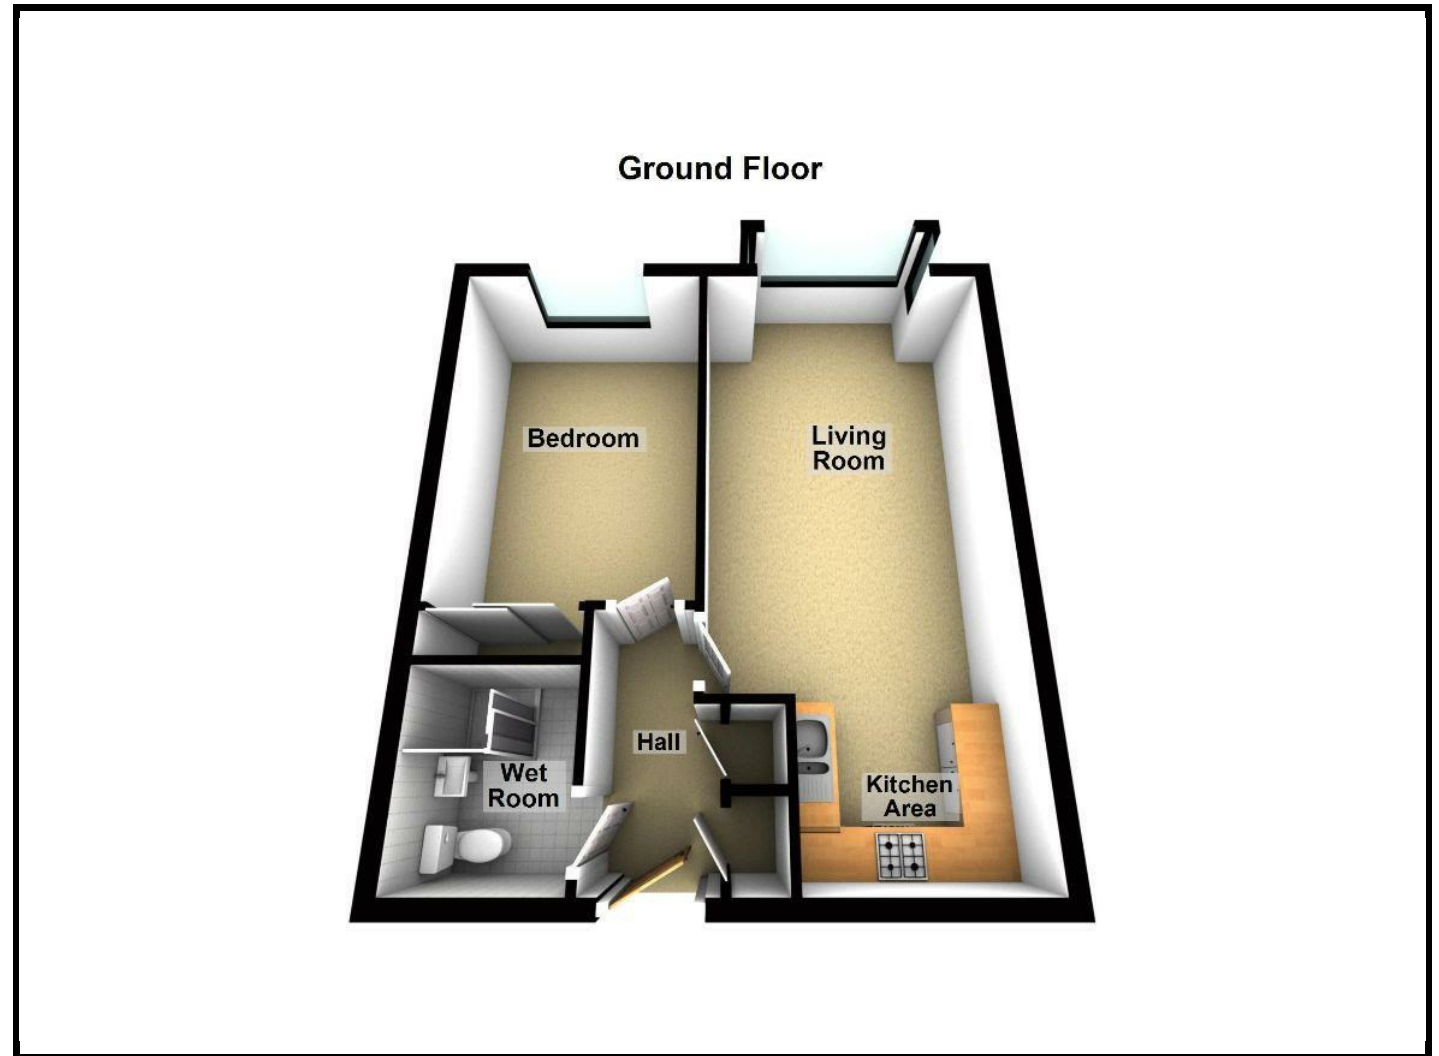 Ground Floor
Bedroom
Living
Room
Hall
Wet
Room
Kitchen
Area